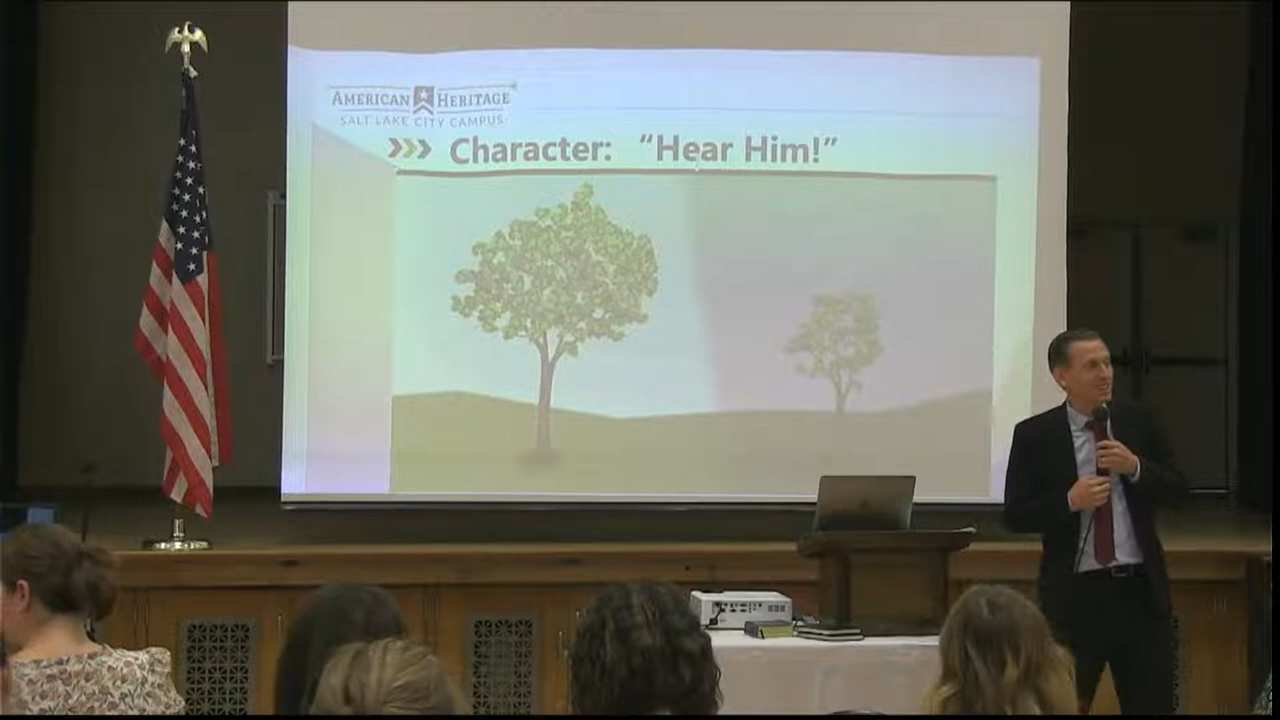 AMERICAN HERITAGE
SALT LAKE CITY CAMPUS
Character: “Hear Him!”